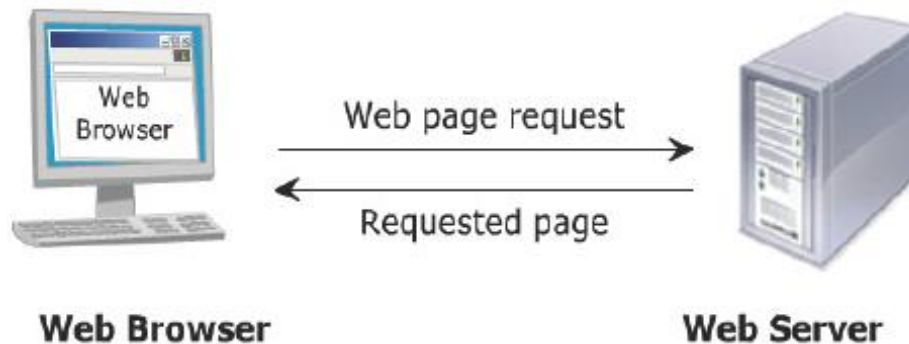 Web
Browser
Web page request
Requested page
Web Browser
Web Server